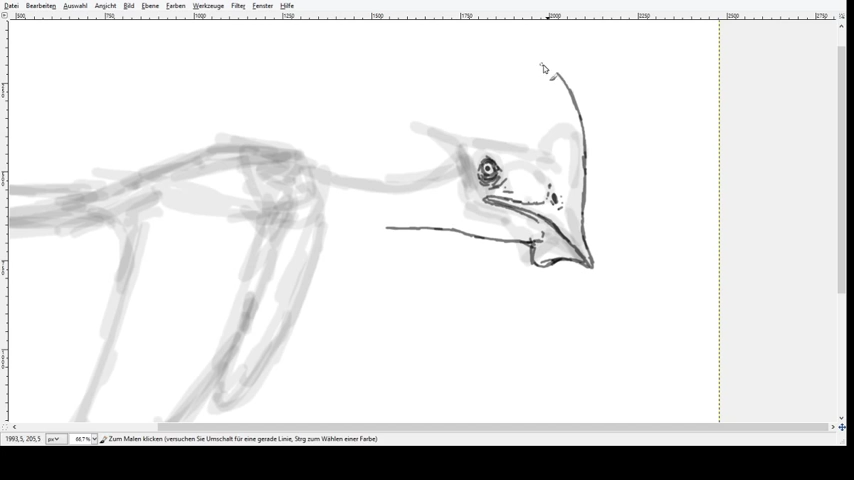 Datei Bearbeiten Auswahl Ansicht Bild Ebene Farben Werkzeuge Filter Fenster Hilfe
500 750 1000 1250 1500 1750 2000 2250 2500 2750
1993,5, 205,5 px 66,7 % Zum Malen klicken (versuchen Sie Umschalt für eine gerade Linie, Strg zum Wählen einer Farbe)